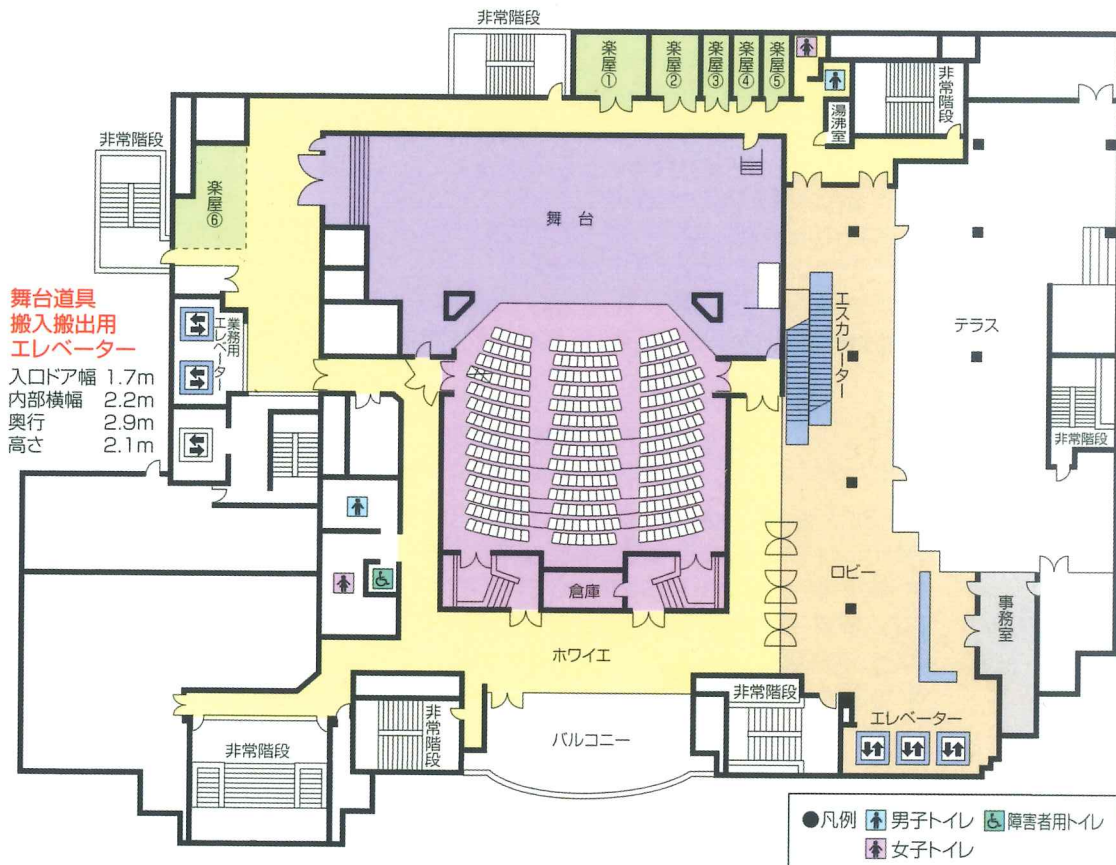 非常階段
楽屋①
楽屋②
楽屋③
楽屋④
楽屋⑤
湯沸室
非常階段
非常階段
楽屋⑥
舞台
舞台道具
搬入搬出用
エレベーター
入口ドア幅 1.7m
内部横幅 2.2m
奥行 2.9m
高さ 2.1m
業務用
エレベーター
エスカレーター
テラス
非常階段
倉庫
ロビー
事務室
ホワイエ
非常階段
非常階段
非常階段
バルコニー
エレベーター
●凡例 男子トイレ 障害者用トイレ
女子トイレ